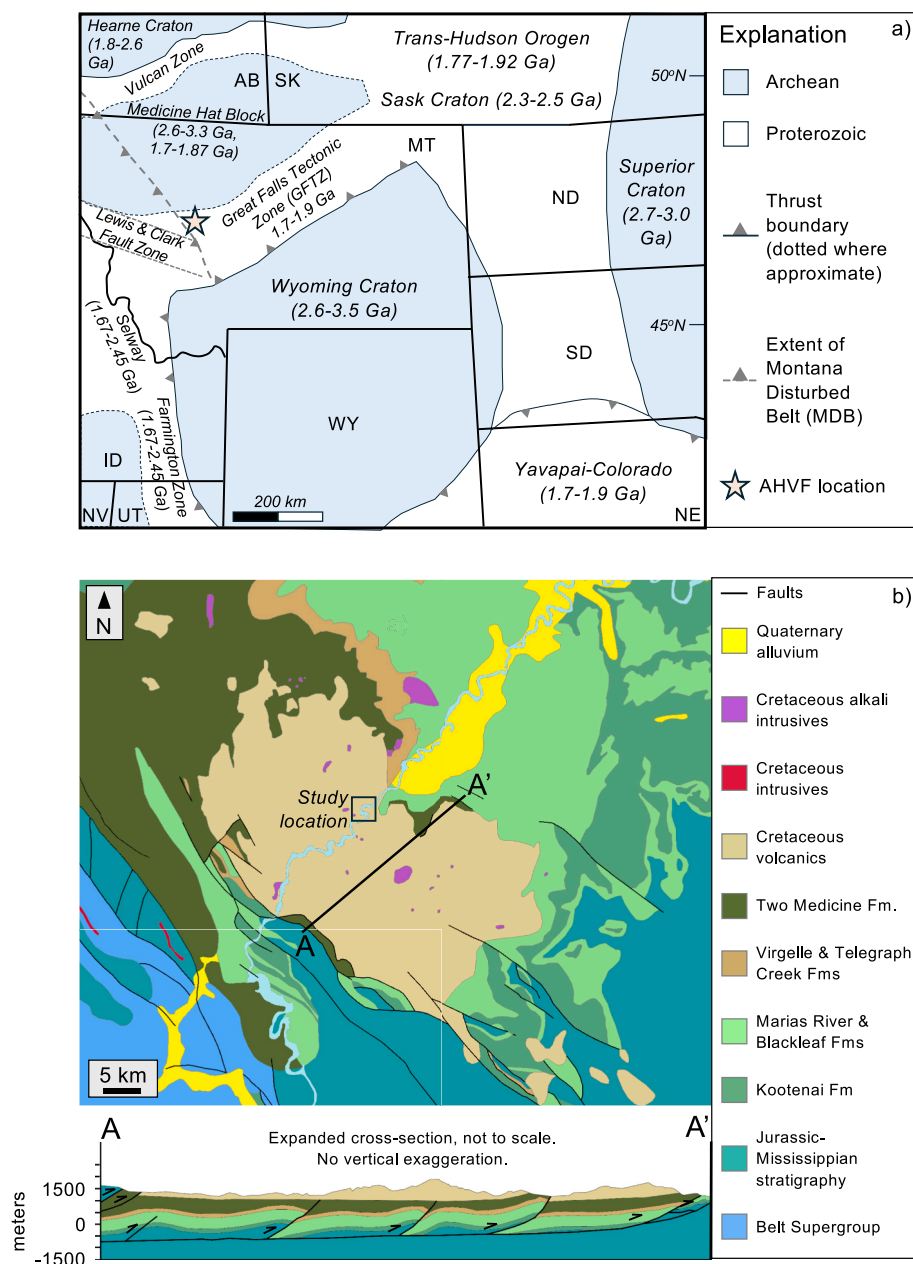 a)
Hearne Craton
(1.8-2.6
Ga)
Vulcan Zone
AB
SK
Trans-Hudson Orogen
(1.77-1.92 Ga)
Sask Craton (2.3-2.5 Ga)
50°N
Medicine Hat Block
(2.6-3.3 Ga,
1.7-1.87 Ga)
MT
Great Falls Tectonic
Zone (GFTZ)
1.7-1.9 Ga
ND
Superior
Craton
(2.7-3.0
Ga)
Lewis & Clark
Fault Zone
Wyoming Craton
(2.6-3.5 Ga)
45°N
Selway
(1.67-2.45 Ga)
SD
Farmington Zone
(1.67-2.45 Ga)
WY
ID
Yavapai-Colorado
(1.7-1.9 Ga)
200 km
NV
UT
NE
Explanation
Archean
Proterozoic
Thrust
boundary
(dotted where
approximate)
Extent of
Montana
Disturbed
Belt (MDB)
AHVF location
b)
N
Study
location
A'
A
5 km
Faults
Quaternary
alluvium
Cretaceous alkali
intrusives
Cretaceous
intrusives
Cretaceous
volcanics
Two Medicine Fm.
Virgelle & Telegraph
Creek Fms
Marias River &
Blackleaf Fms
Kootenai Fm
Jurassic-
Mississippian
stratigraphy
Belt Supergroup
A
A'
Expanded cross-section, not to scale.
No vertical exaggeration.
meters
1500
0
-1500